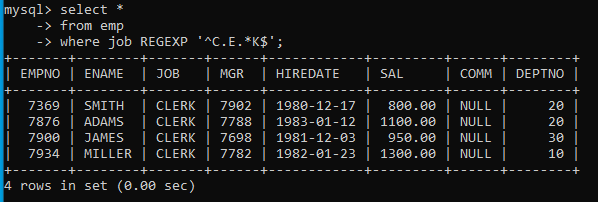 mysql> select *
    -> from emp
    -> where job REGEXP '^C.E.*K$';
+-------+--------+-------+------+------------+---------+------+--------+
| EMPNO | ENAME  | JOB   | MGR  | HIREDATE   | SAL     | COMM | DEPTNO |
+-------+--------+-------+------+------------+---------+------+--------+
|  7369 | SMITH  | CLERK | 7902 | 1980-12-17 |  800.00 | NULL |     20 |
|  7876 | ADAMS  | CLERK | 7788 | 1983-01-12 | 1100.00 | NULL |     20 |
|  7900 | JAMES  | CLERK | 7698 | 1981-12-03 |  950.00 | NULL |     30 |
|  7934 | MILLER | CLERK | 7782 | 1982-01-23 | 1300.00 | NULL |     10 |
+-------+--------+-------+------+------------+---------+------+--------+
4 rows in set (0.00 sec)